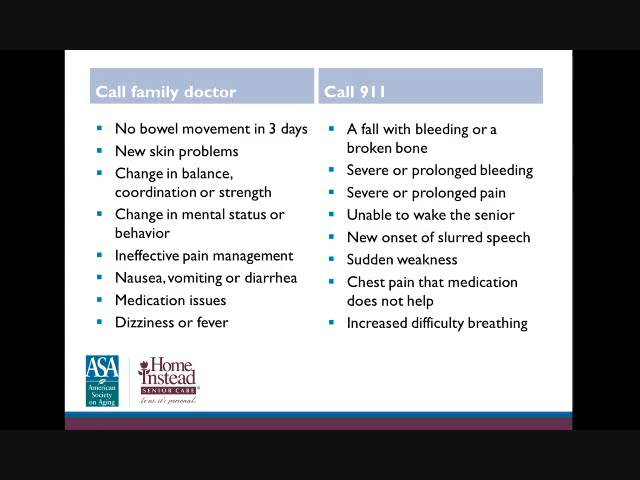 Call family doctor
Call 911
No bowel movement in 3 days
New skin problems
Change in balance,
coordination or strength
Change in mental status or
behavior
Ineffective pain management
Nausea, vomiting or diarrhea
Medication issues
Dizziness or fever
A fall with bleeding or a
broken bone
Severe or prolonged bleeding
Severe or prolonged pain
Unable to wake the senior
New onset of slurred speech
Sudden weakness
Chest pain that medication
does not help
Increased difficulty breathing
ASA
American
Society
on Aging
Home
Instead
SENIOR CARE®
to us, it's personal.